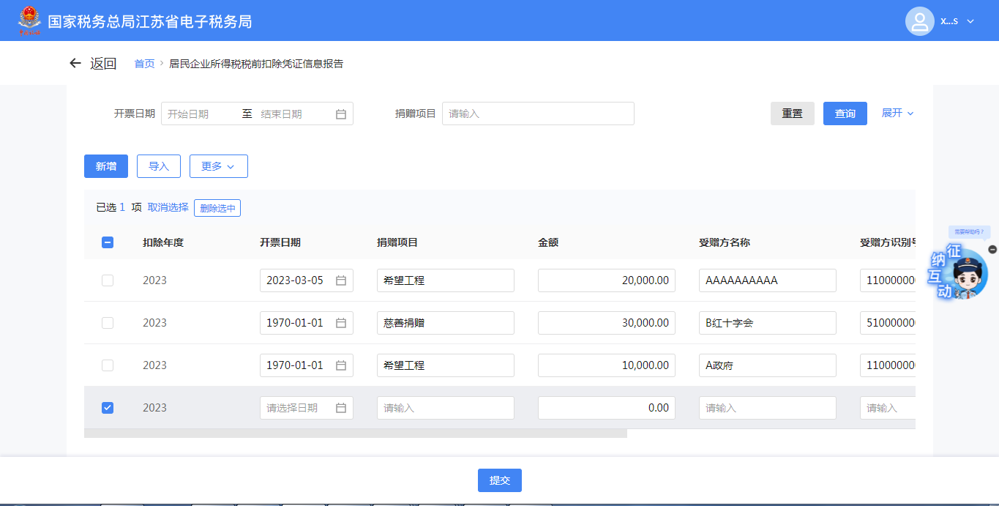 国家税务总局江苏省电子税务局
x...s
返回 首页 > 居民企业所得税税前扣除凭证信息报告
开票日期 开始日期 至 结束日期 捐赠项目 请输入 重置 查询 展开
新增 导入 更多
已选 1 项 取消选择 删除选中
扣除年度 开票日期 捐赠项目 金额 受赠方名称 受赠方识别号
2023 2023-03-05 希望工程 20,000.00 AAAAAAAAAA 11000000
2023 1970-01-01 慈善捐赠 30,000.00 B红十字会 51000000
2023 1970-01-01 希望工程 10,000.00 A政府 11000000
2023 请选择日期 请输入 0.00 请输入 请输入
需要帮助吗？
征纳互动
提交